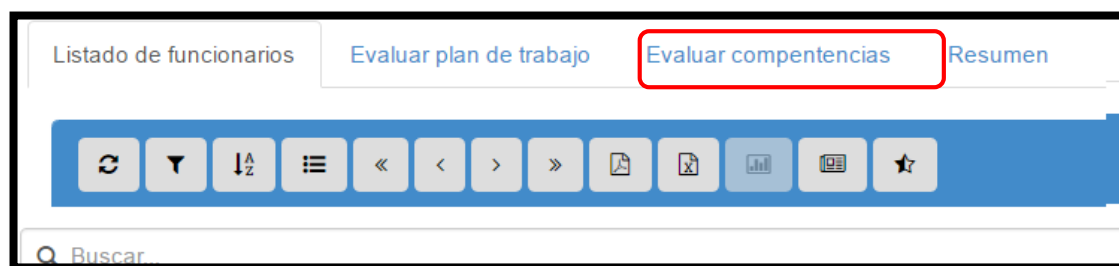 Listado de funcionarios Evaluar plan de trabajo Evaluar compentencias Resumen
Buscar...